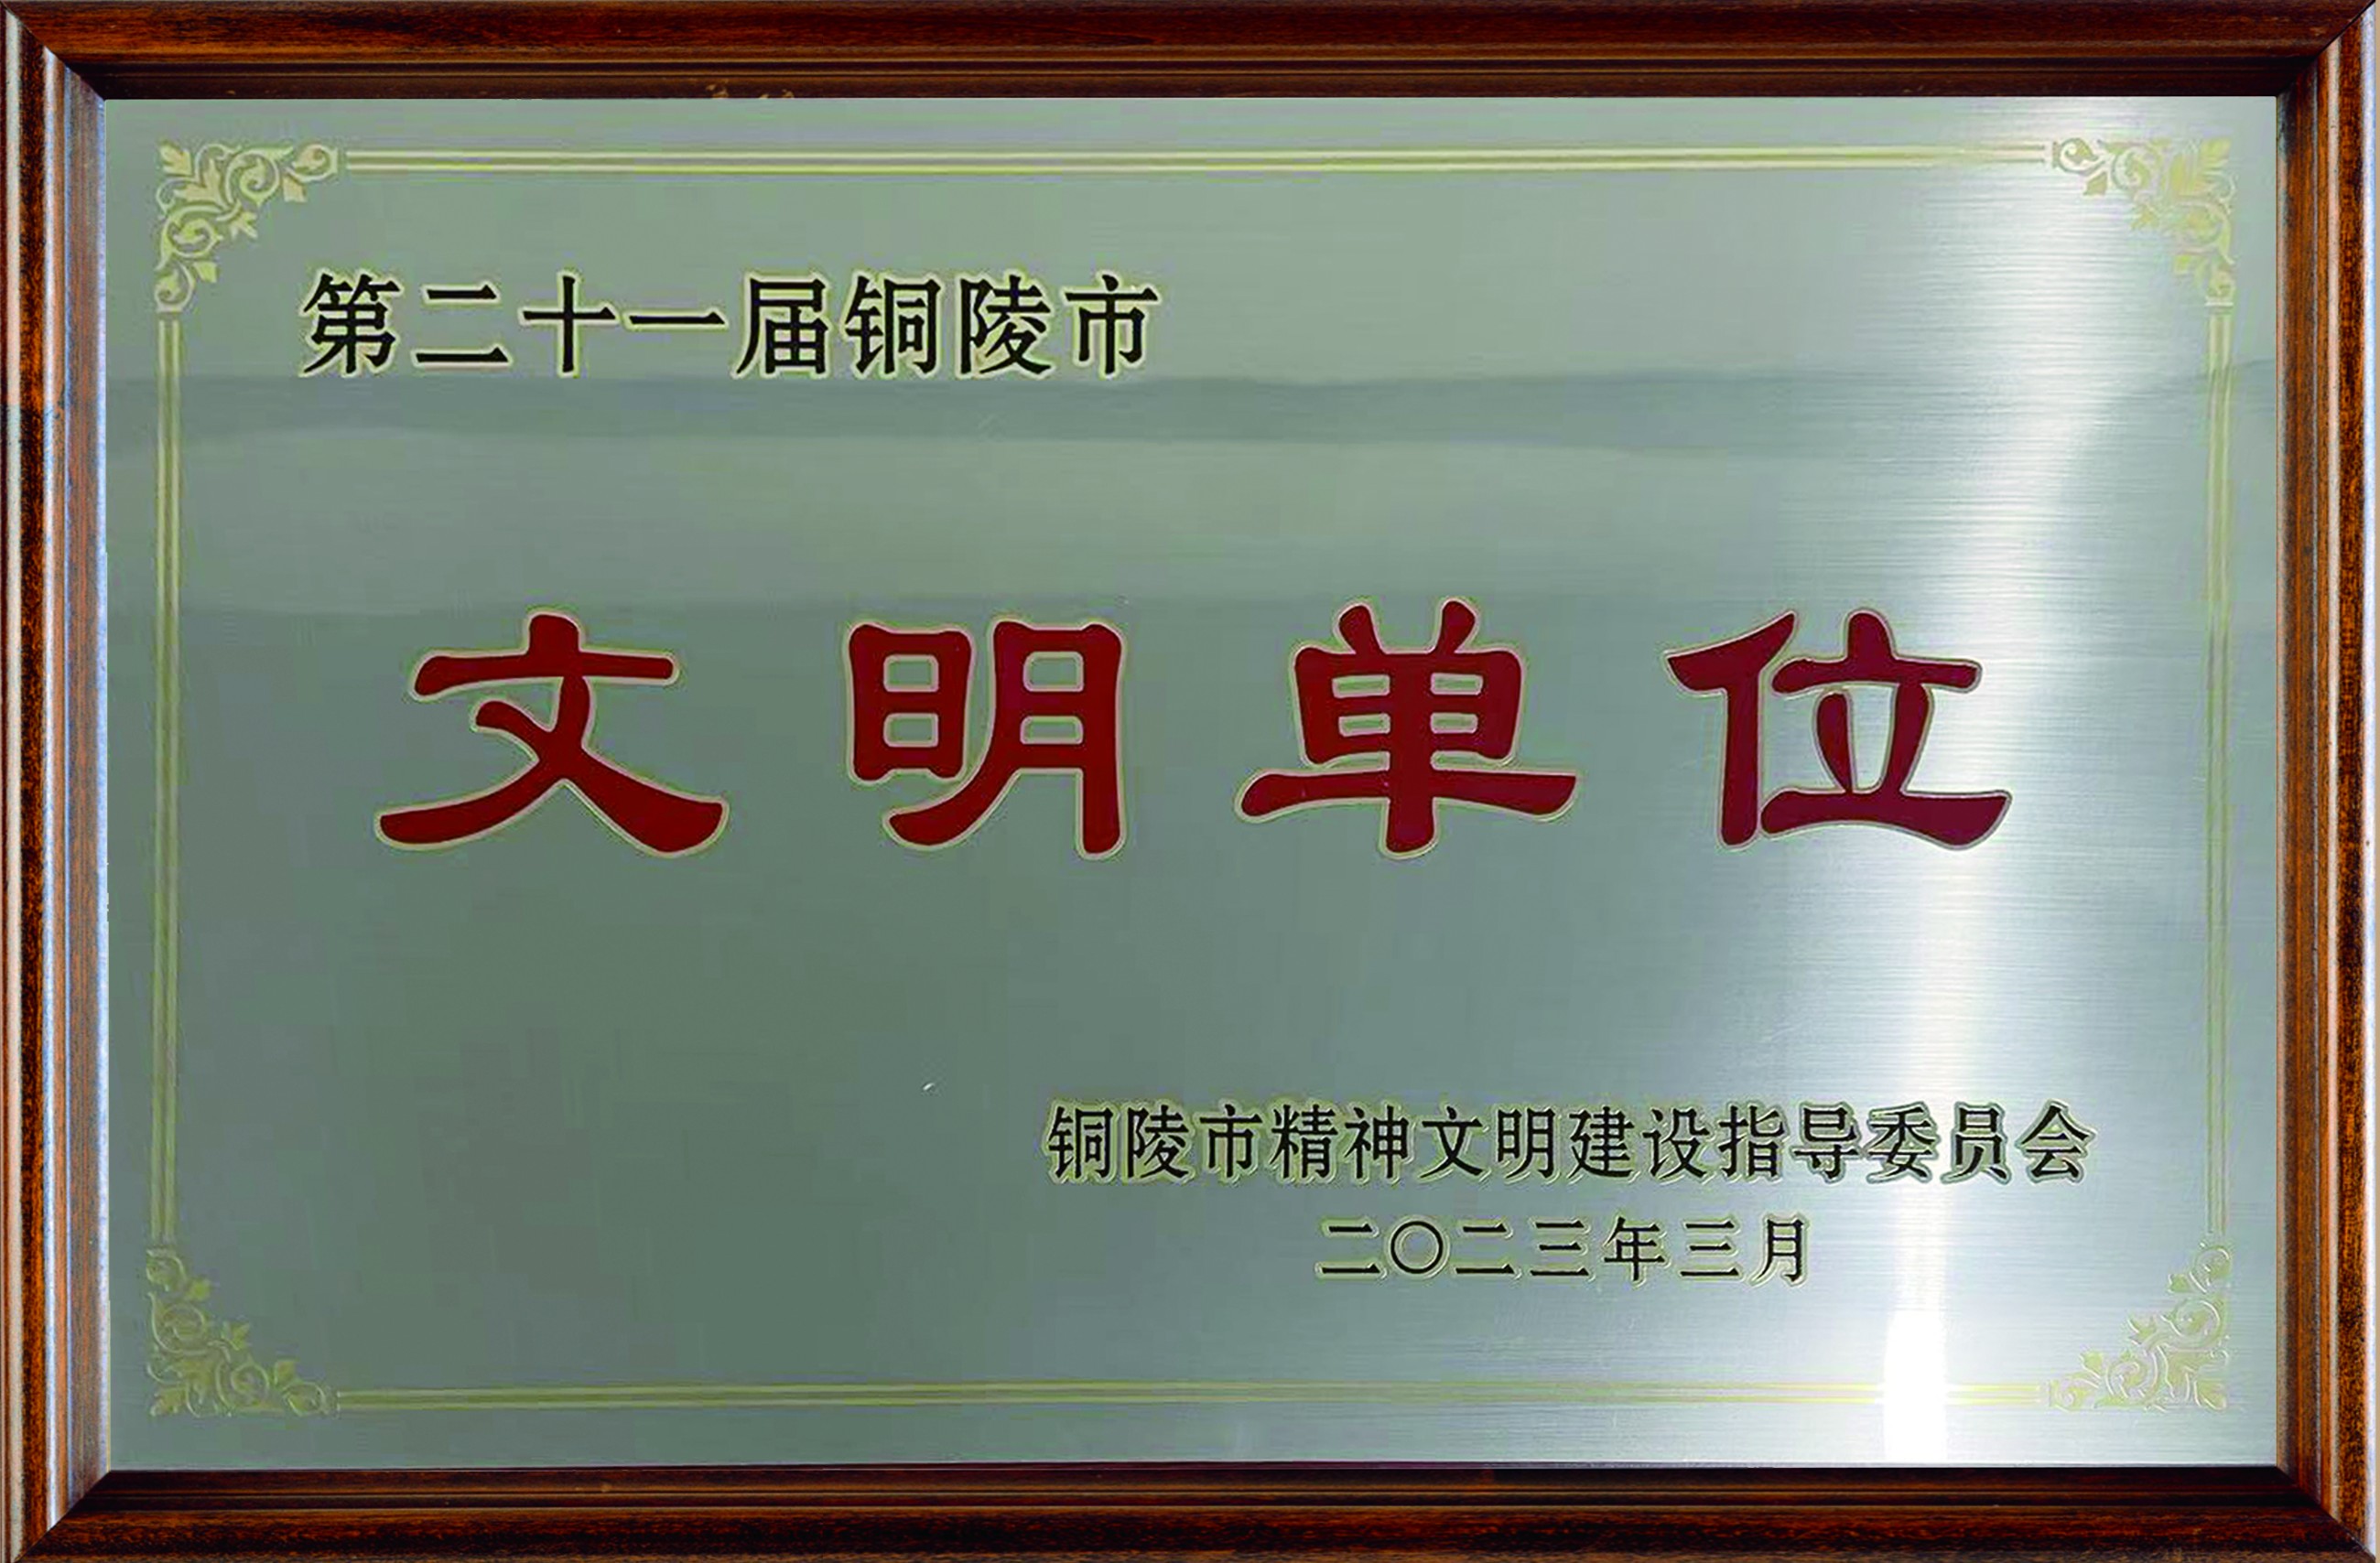 第二十一届铜陵市
文明单位
铜陵市精神文明建设指导委员会
二〇二三年三月